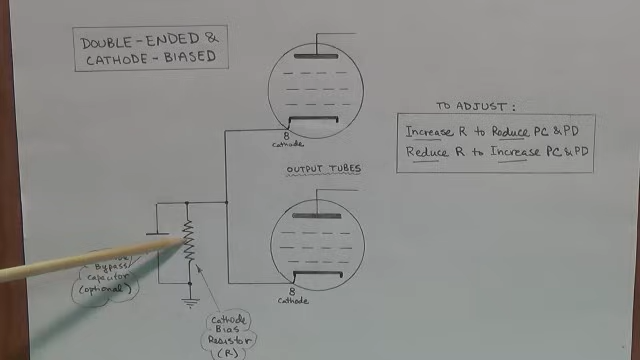 DOUBLE-ENDED &
CATHODE-BIASED
8
Cathode
TO ADJUST:
Increase R to Reduce PC & PD
Reduce R to Increase PC & PD
OUTPUT TUBES
8
Cathode
Bypass
Capacitor
(optional)
Cathode
Bias
Resistor
(R)